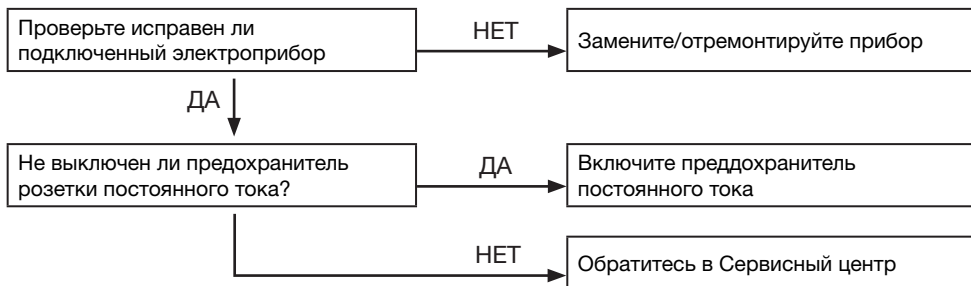 Проверьте исправен ли
подключенный электроприбор
НЕТ
Замените/отремонтируйте прибор
ДА
Не выключен ли предохранитель
розетки постоянного тока?
ДА
Включите преддохранитель
постоянного тока
НЕТ
Обратитесь в Сервисный центр